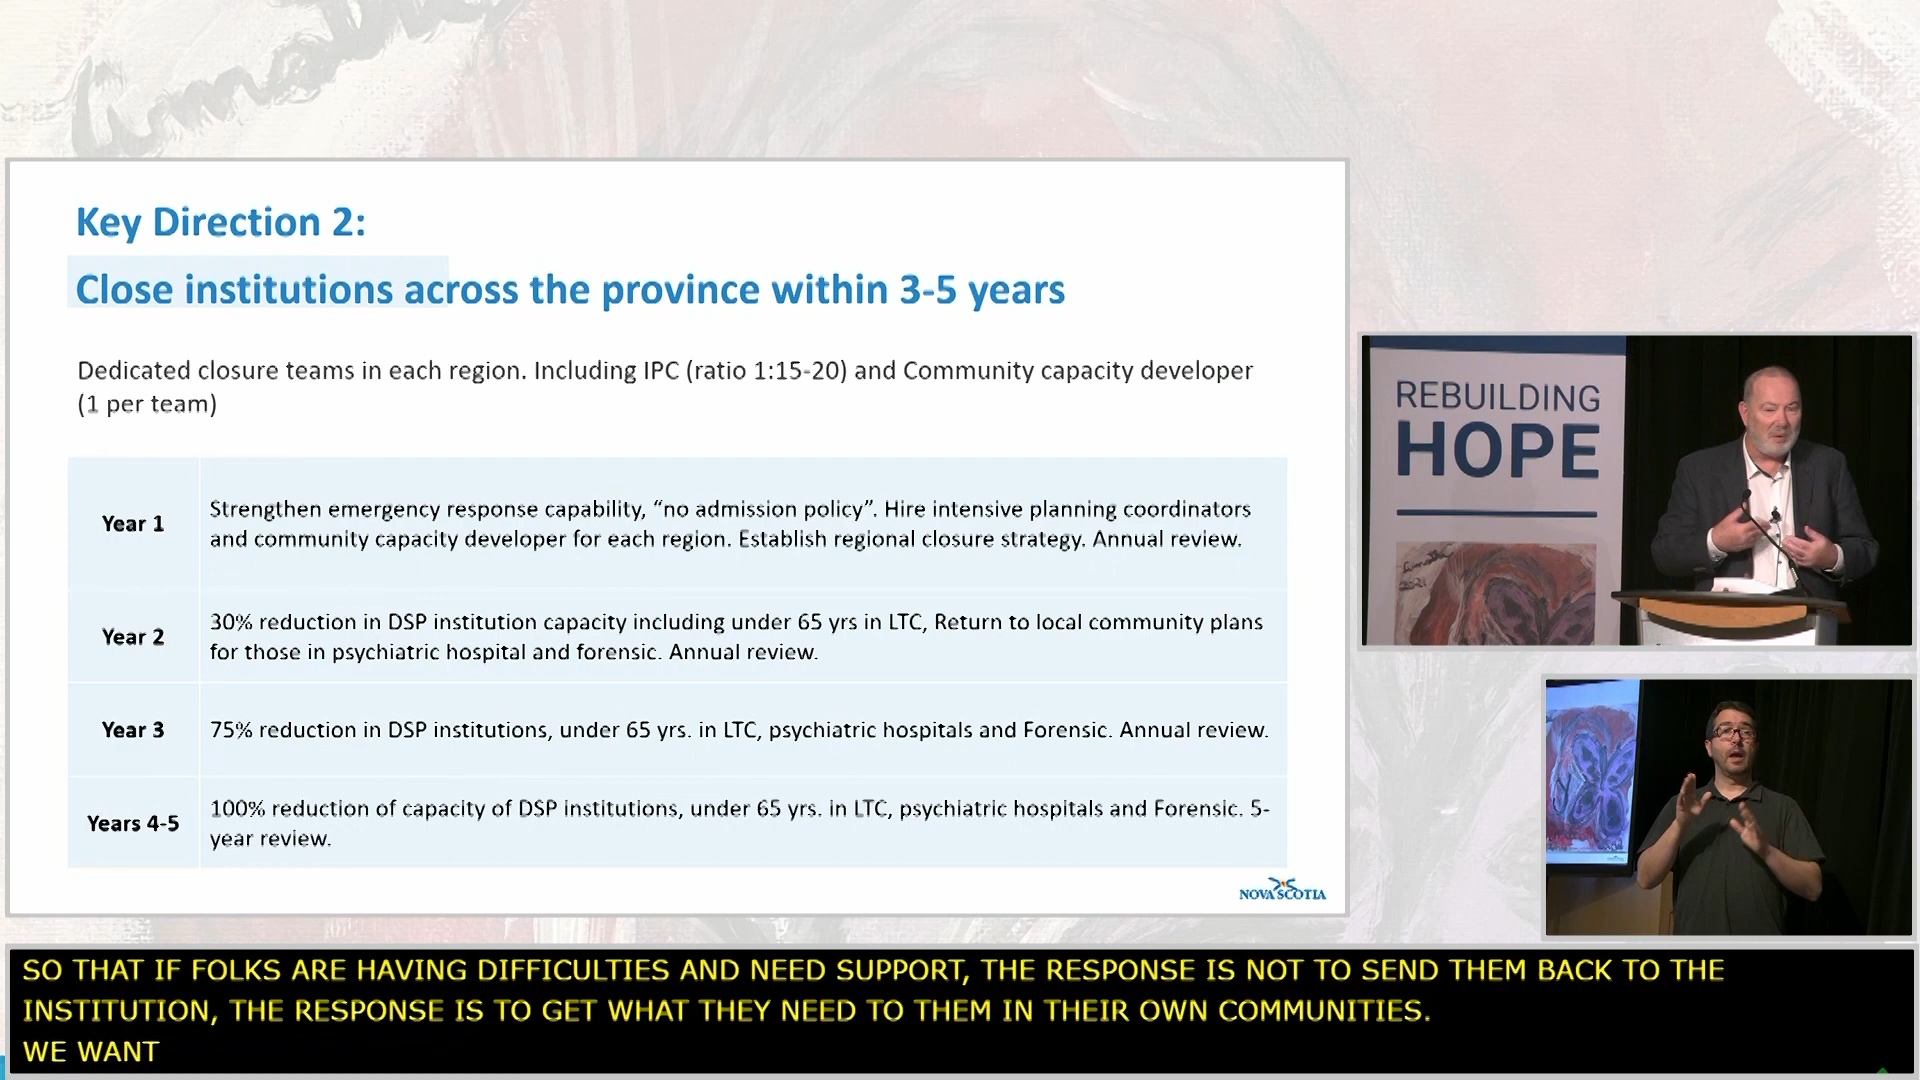 Key Direction 2:
Close institutions across the province within 3-5 years
Dedicated closure teams in each region. Including IPC (ratio 1:15-20) and Community capacity developer
(1 per team)
Year 1
Strengthen emergency response capability, “no admission policy”. Hire intensive planning coordinators
and community capacity developer for each region. Establish regional closure strategy. Annual review.
Year 2
30% reduction in DSP institution capacity including under 65 yrs in LTC, Return to local community plans
for those in psychiatric hospital and forensic. Annual review.
Year 3
75% reduction in DSP institutions, under 65 yrs. in LTC, psychiatric hospitals and Forensic. Annual review.
Years 4-5
100% reduction of capacity of DSP institutions, under 65 yrs. in LTC, psychiatric hospitals and Forensic. 5-
year review.
NOVA SCOTIA
REBUILDING
HOPE
SO THAT IF FOLKS ARE HAVING DIFFICULTIES AND NEED SUPPORT, THE RESPONSE IS NOT TO SEND THEM BACK TO THE
INSTITUTION, THE RESPONSE IS TO GET WHAT THEY NEED TO THEM IN THEIR OWN COMMUNITIES.
WE WANT